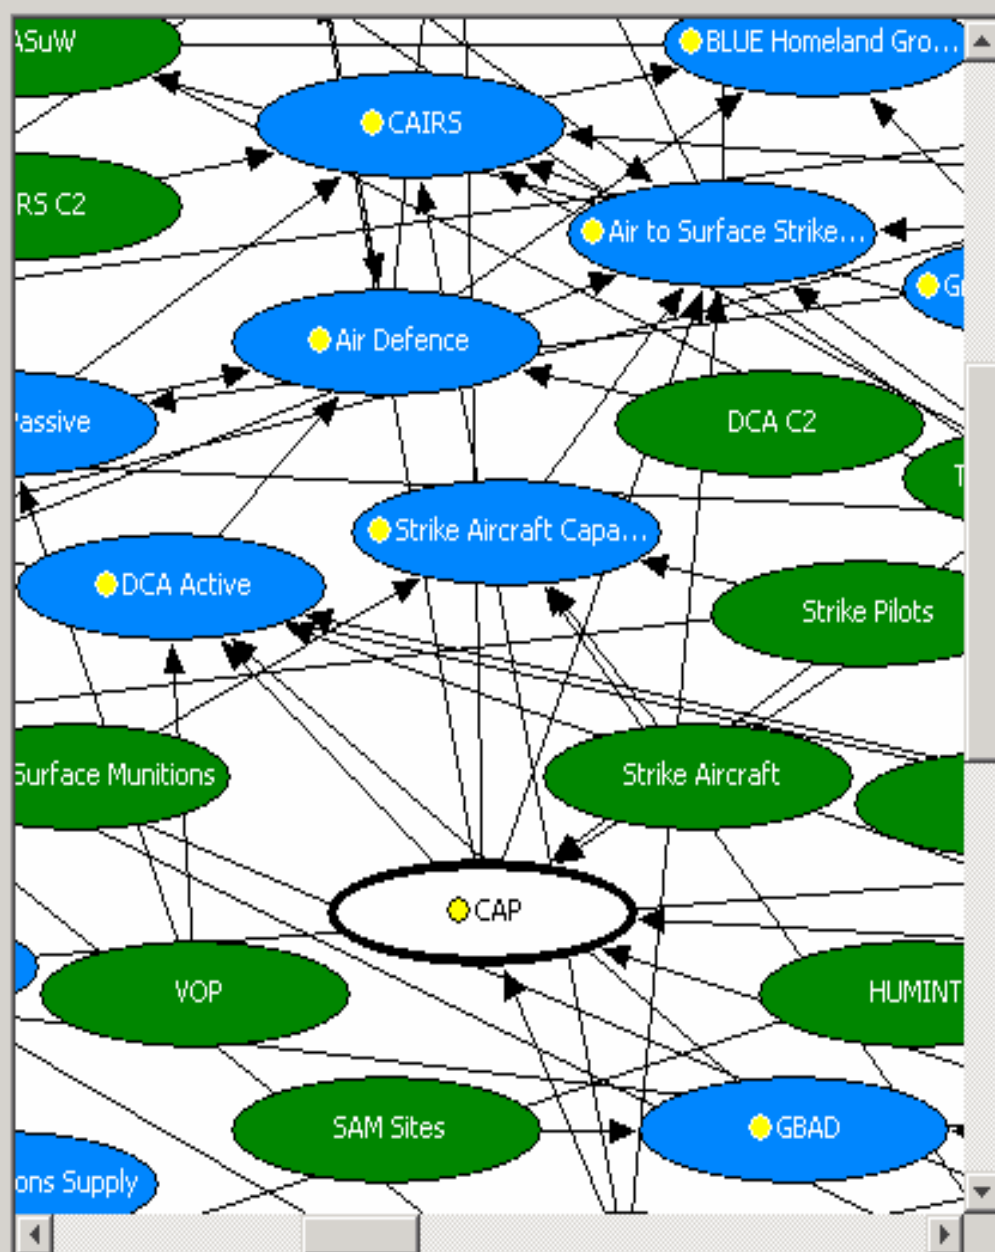 ASuW
BLUE Homeland Gro...
CAIRS
RS C2
Air to Surface Strike...
G
Air Defence
Passive
DCA C2
T
Strike Aircraft Capa...
DCA Active
Strike Pilots
Surface Munitions
Strike Aircraft
CAP
VOP
HUMINT
SAM Sites
GBAD
ons Supply